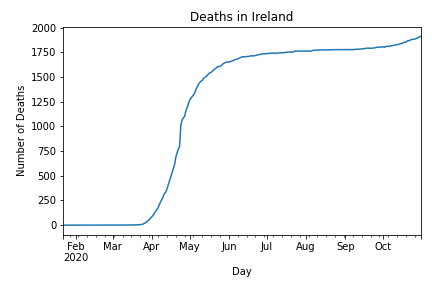 Deaths in Ireland
Number of Deaths
2000
1750
1500
1250
1000
750
500
250
0
Feb Mar Apr May Jun Jul Aug Sep Oct
2020
Day